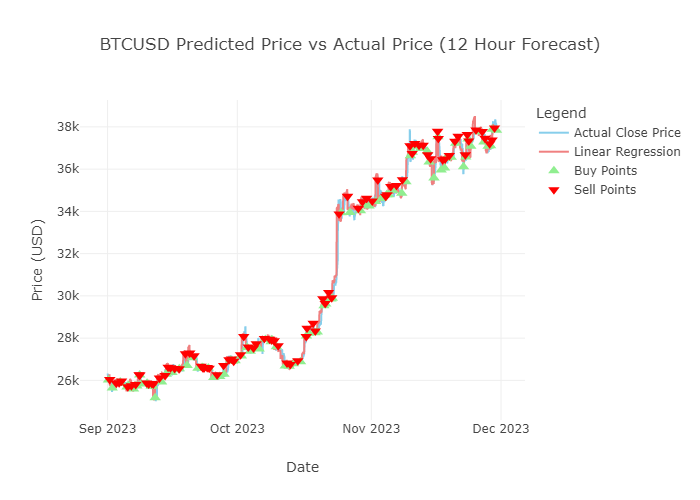 BTCUSD Predicted Price vs Actual Price (12 Hour Forecast)
Legend
Actual Close Price
Linear Regression
Buy Points
Sell Points
Price (USD)
38k
36k
34k
32k
30k
28k
26k
Sep 2023
Oct 2023
Nov 2023
Dec 2023
Date